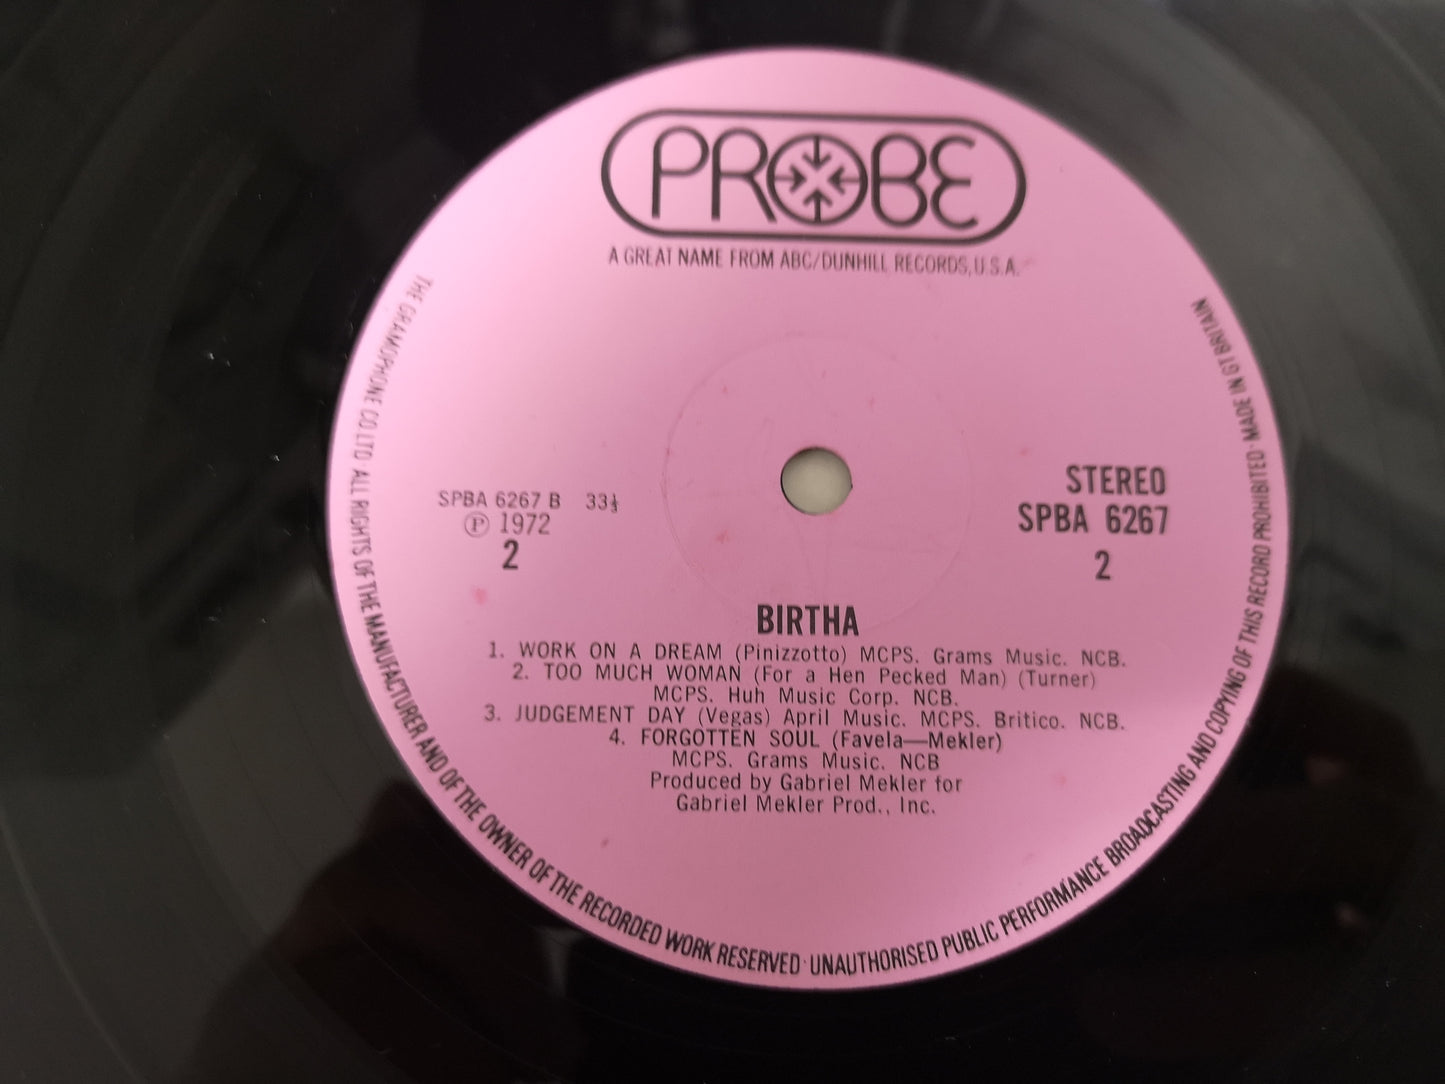 PROBE
A GREAT NAME FROM ABC/DUNHILL RECORDS, U.S.A.
SPBA 6267 B 33⅓
Ⓟ 1972
2
STEREO
SPBA 6267
2
BIRTHA
1. WORK ON A DREAM (Pinizzotto) MCPS. Grams Music. NCB.
2. TOO MUCH WOMAN (For a Hen Pecked Man) (Turner)
MCPS. Huh Music Corp. NCB.
3. JUDGEMENT DAY (Vegas) April Music. MCPS. Britico. NCB.
4. FORGOTTEN SOUL (Favela—Mekler)
MCPS. Grams Music. NCB
Produced by Gabriel Mekler for
Gabriel Mekler Prod., Inc.
THE GRAMOPHONE CO LTD ALL RIGHTS OF THE MANUFACTURER AND OF THE OWNER OF THE RECORDED WORK RESERVED · UNAUTHORISED PUBLIC PERFORMANCE BROADCASTING AND COPYING OF THIS RECORD PROHIBITED · MADE IN GT BRITAIN